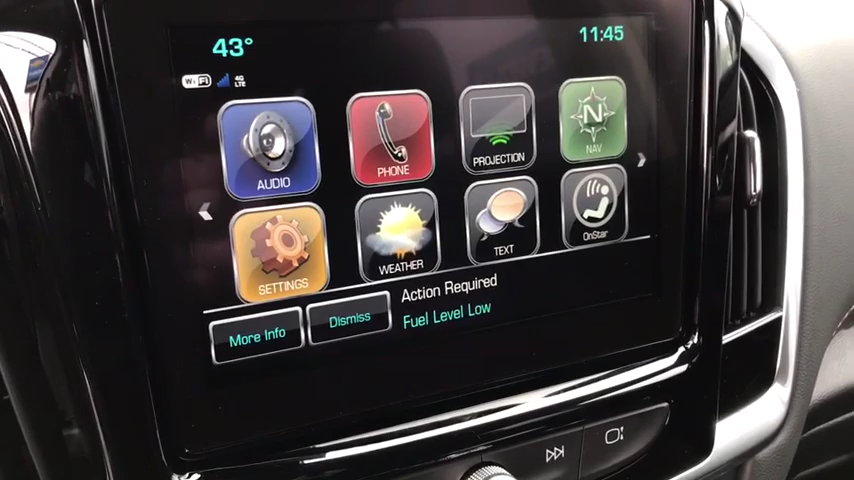 43°
11:45
WiFi
4G
LTE
AUDIO
PHONE
PROJECTION
N
NAV
SETTINGS
WEATHER
TEXT
OnStar
More Info
Dismiss
Action Required
Fuel Level Low